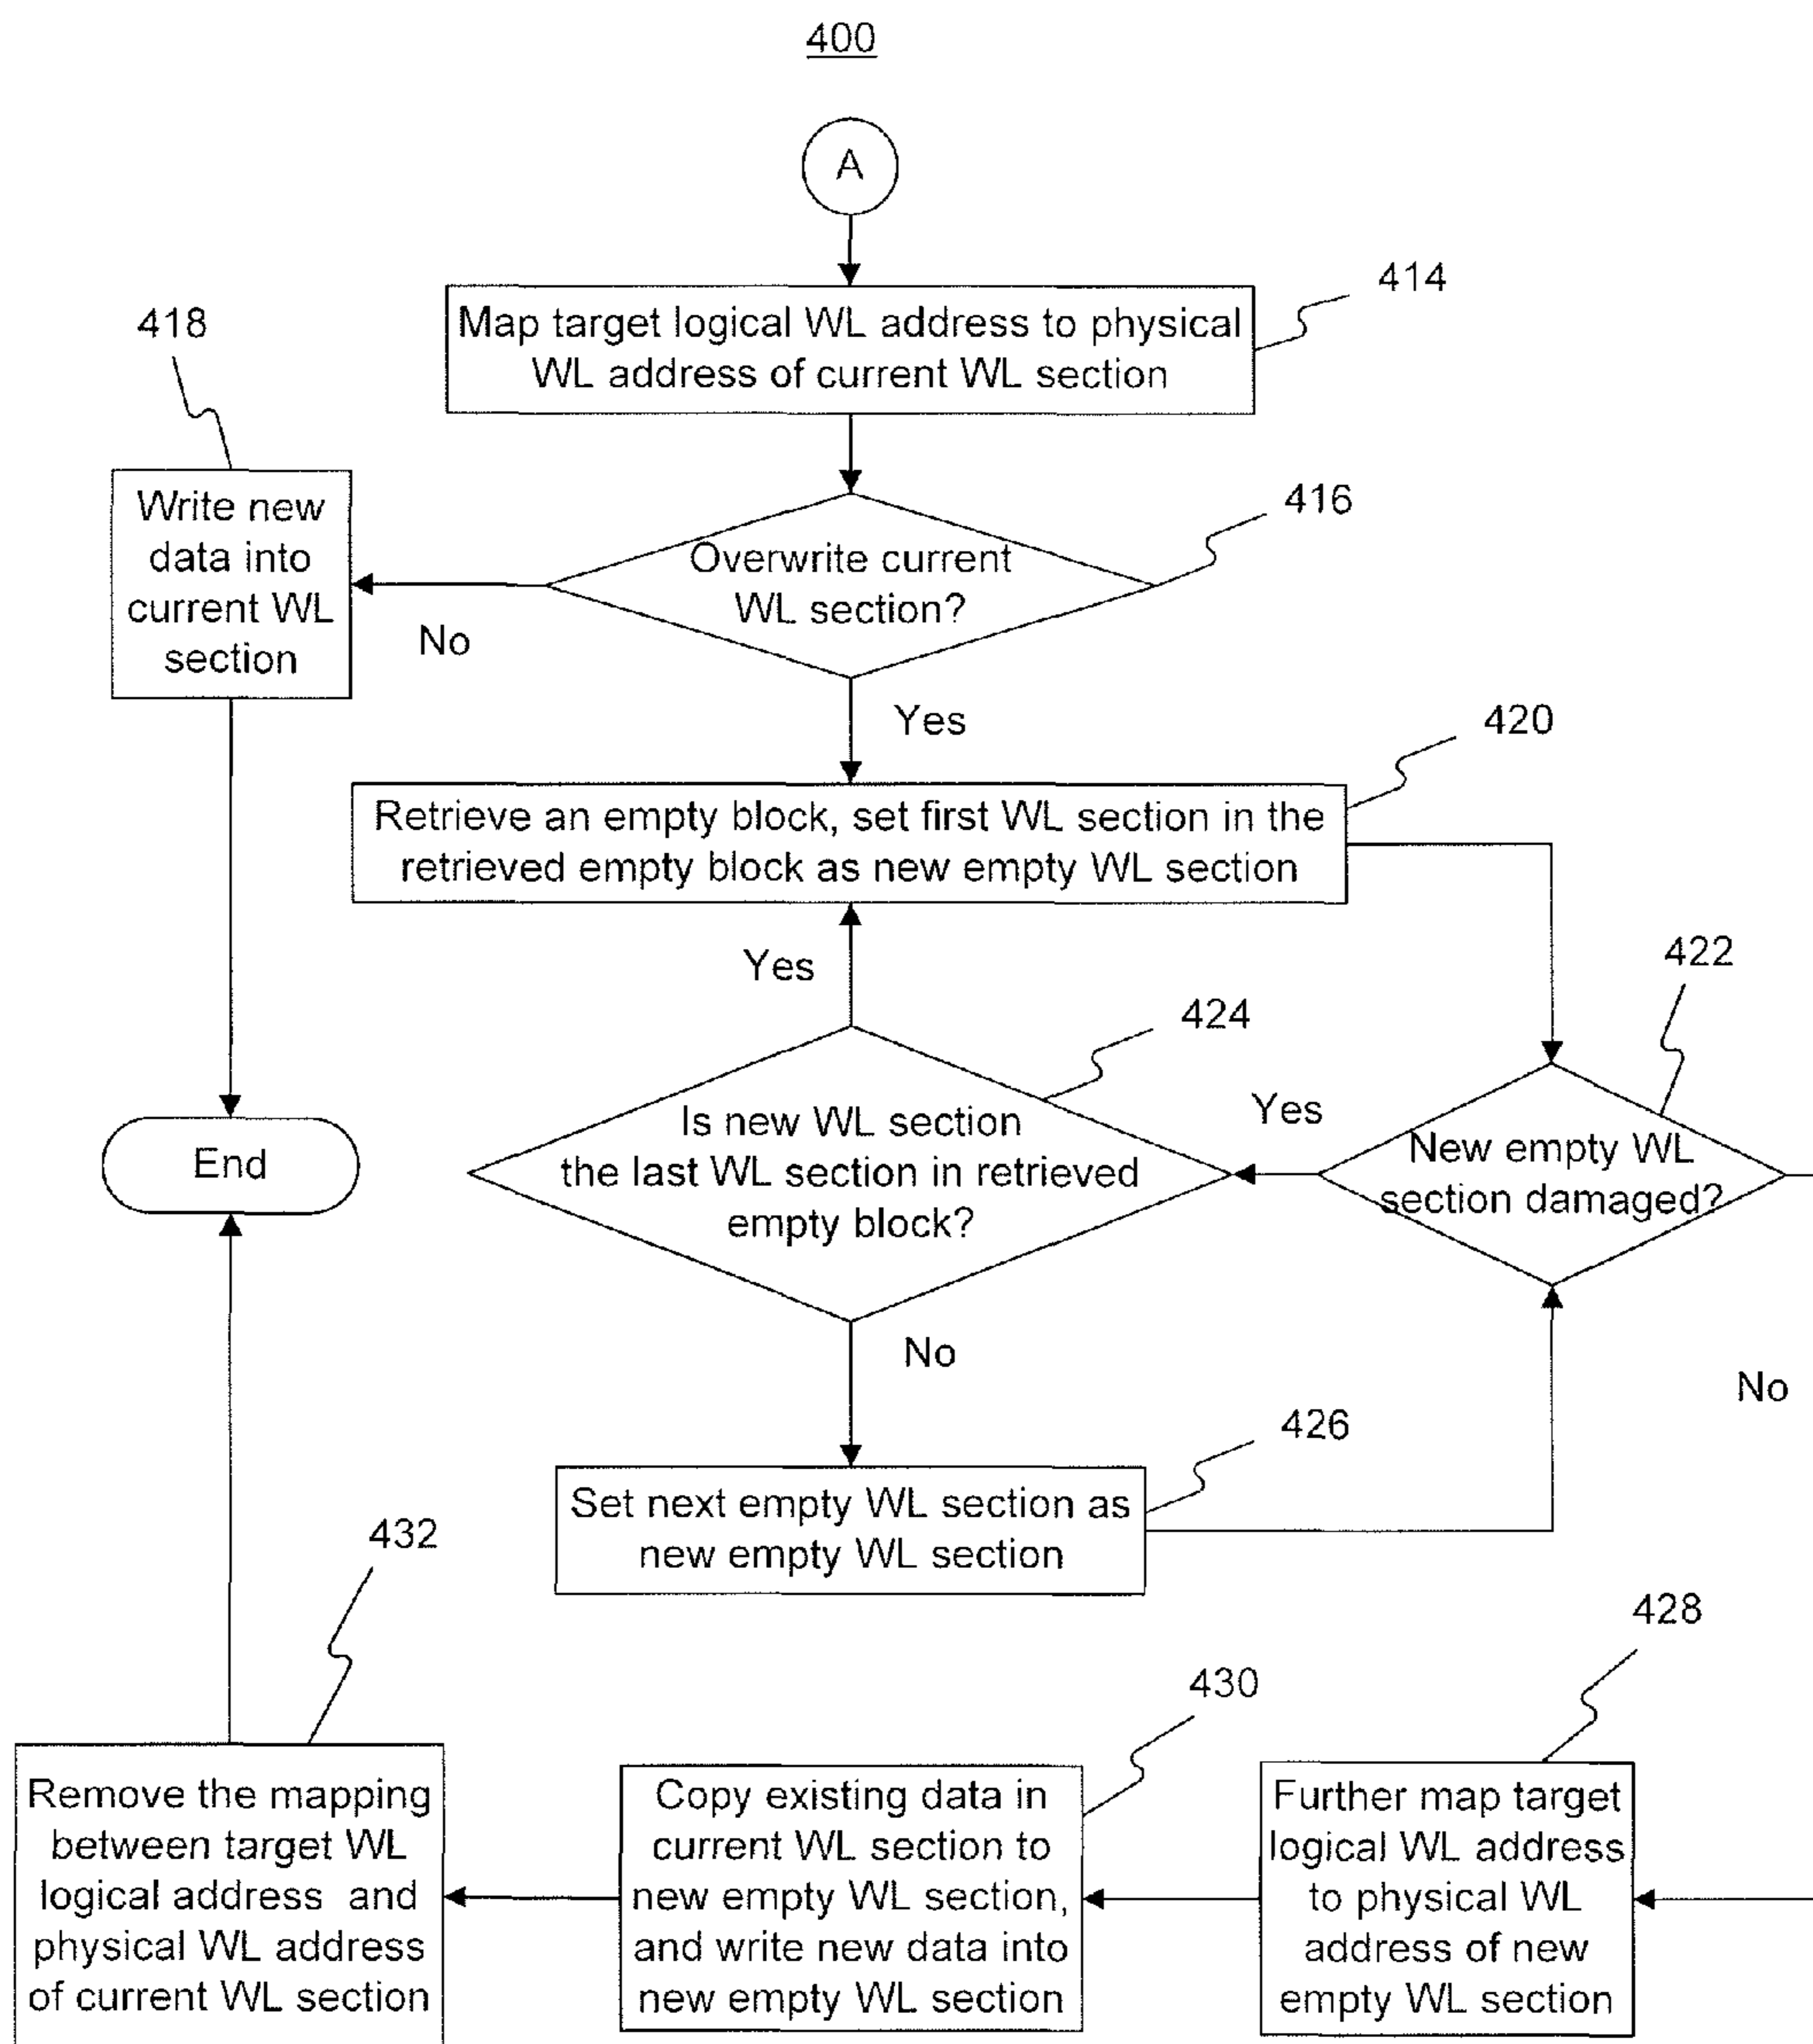 400
A
414
Map target logical WL address to physical
WL address of current WL section
418
416
Write new
data into
current WL
section
Overwrite current
WL section?
No
Yes
420
Retrieve an empty block, set first WL section in the
retrieved empty block as new empty WL section
Yes
422
424
Yes
Is new WL section
the last WL section in retrieved
empty block?
New empty WL
section damaged?
End
No
No
426
Set next empty WL section as
new empty WL section
432
428
430
Remove the mapping
between target WL
logical address and
physical WL address
of current WL section
Copy existing data in
current WL section to
new empty WL section,
and write new data into
new empty WL section
Further map target
logical WL address
to physical WL
address of new
empty WL section